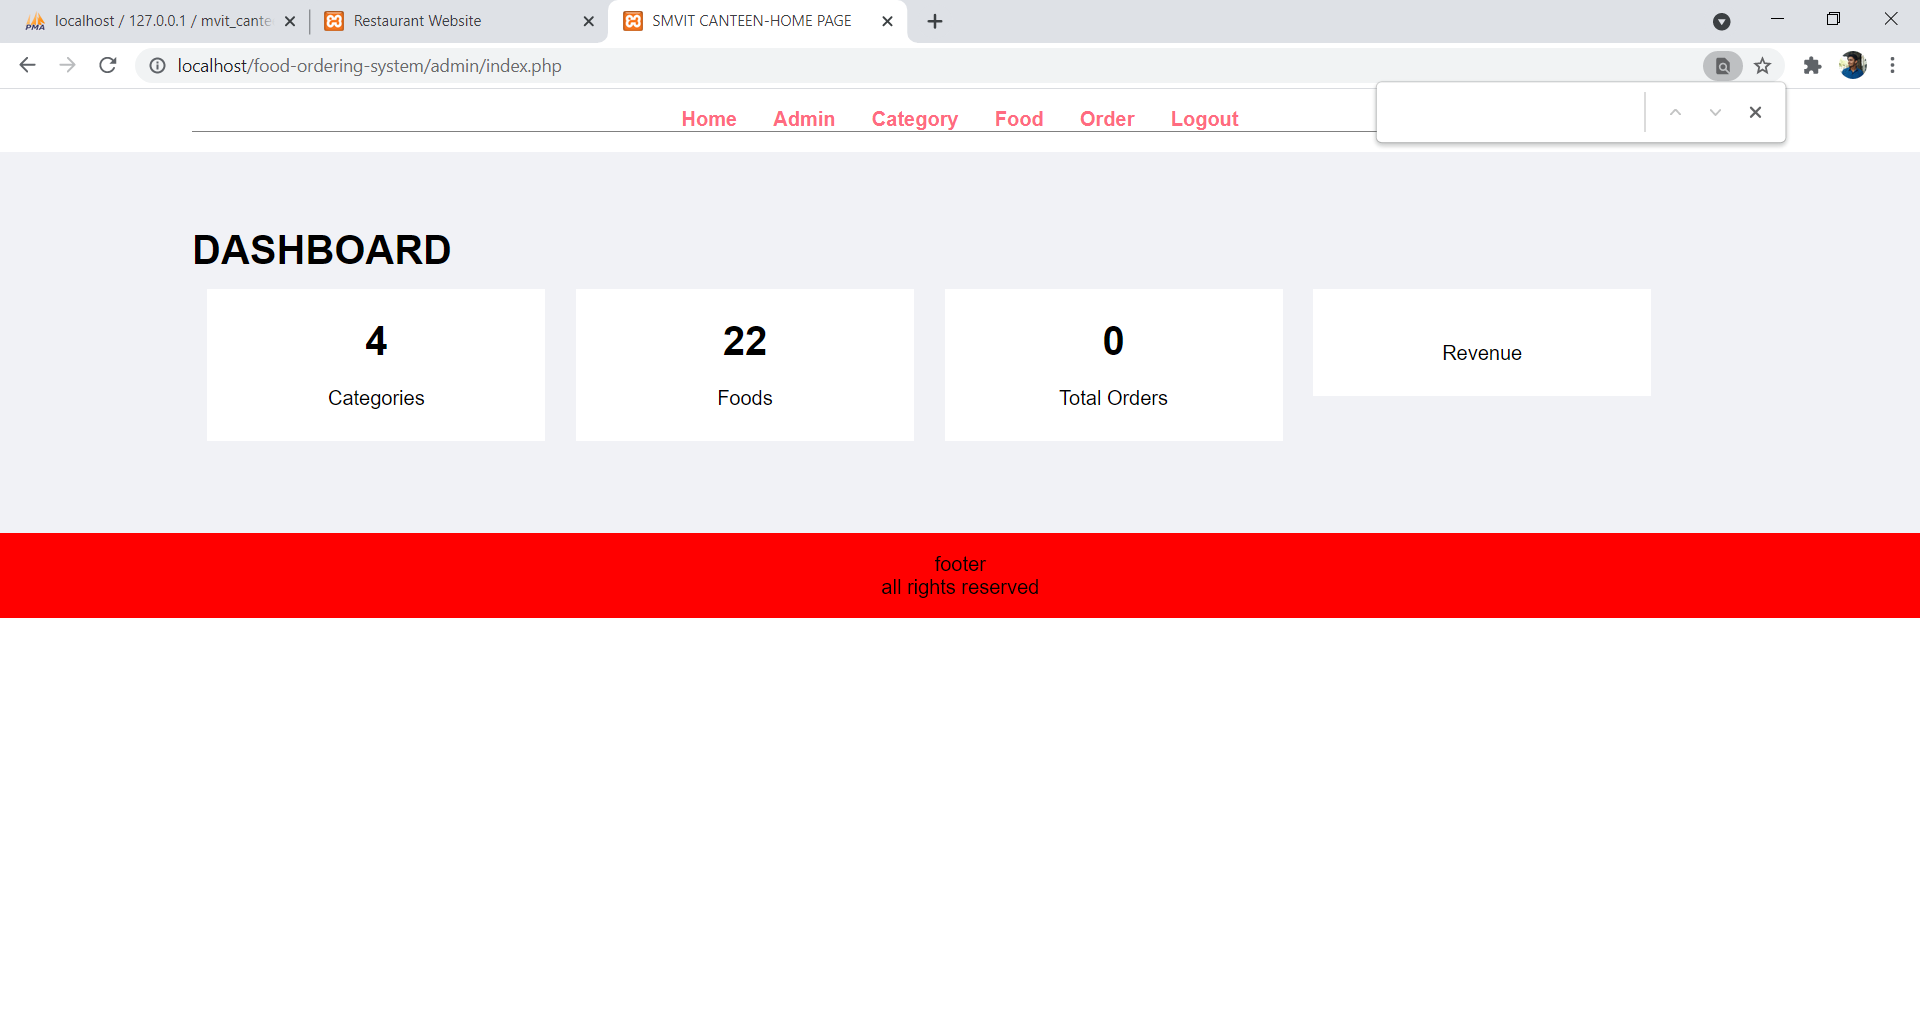 PMA localhost / 127.0.0.1 / mvit_cante
Restaurant Website
SMVIT CANTEEN-HOME PAGE
localhost/food-ordering-system/admin/index.php
Home Admin Category Food Order Logout
DASHBOARD
4
Categories
22
Foods
0
Total Orders
Revenue
footer
all rights reserved